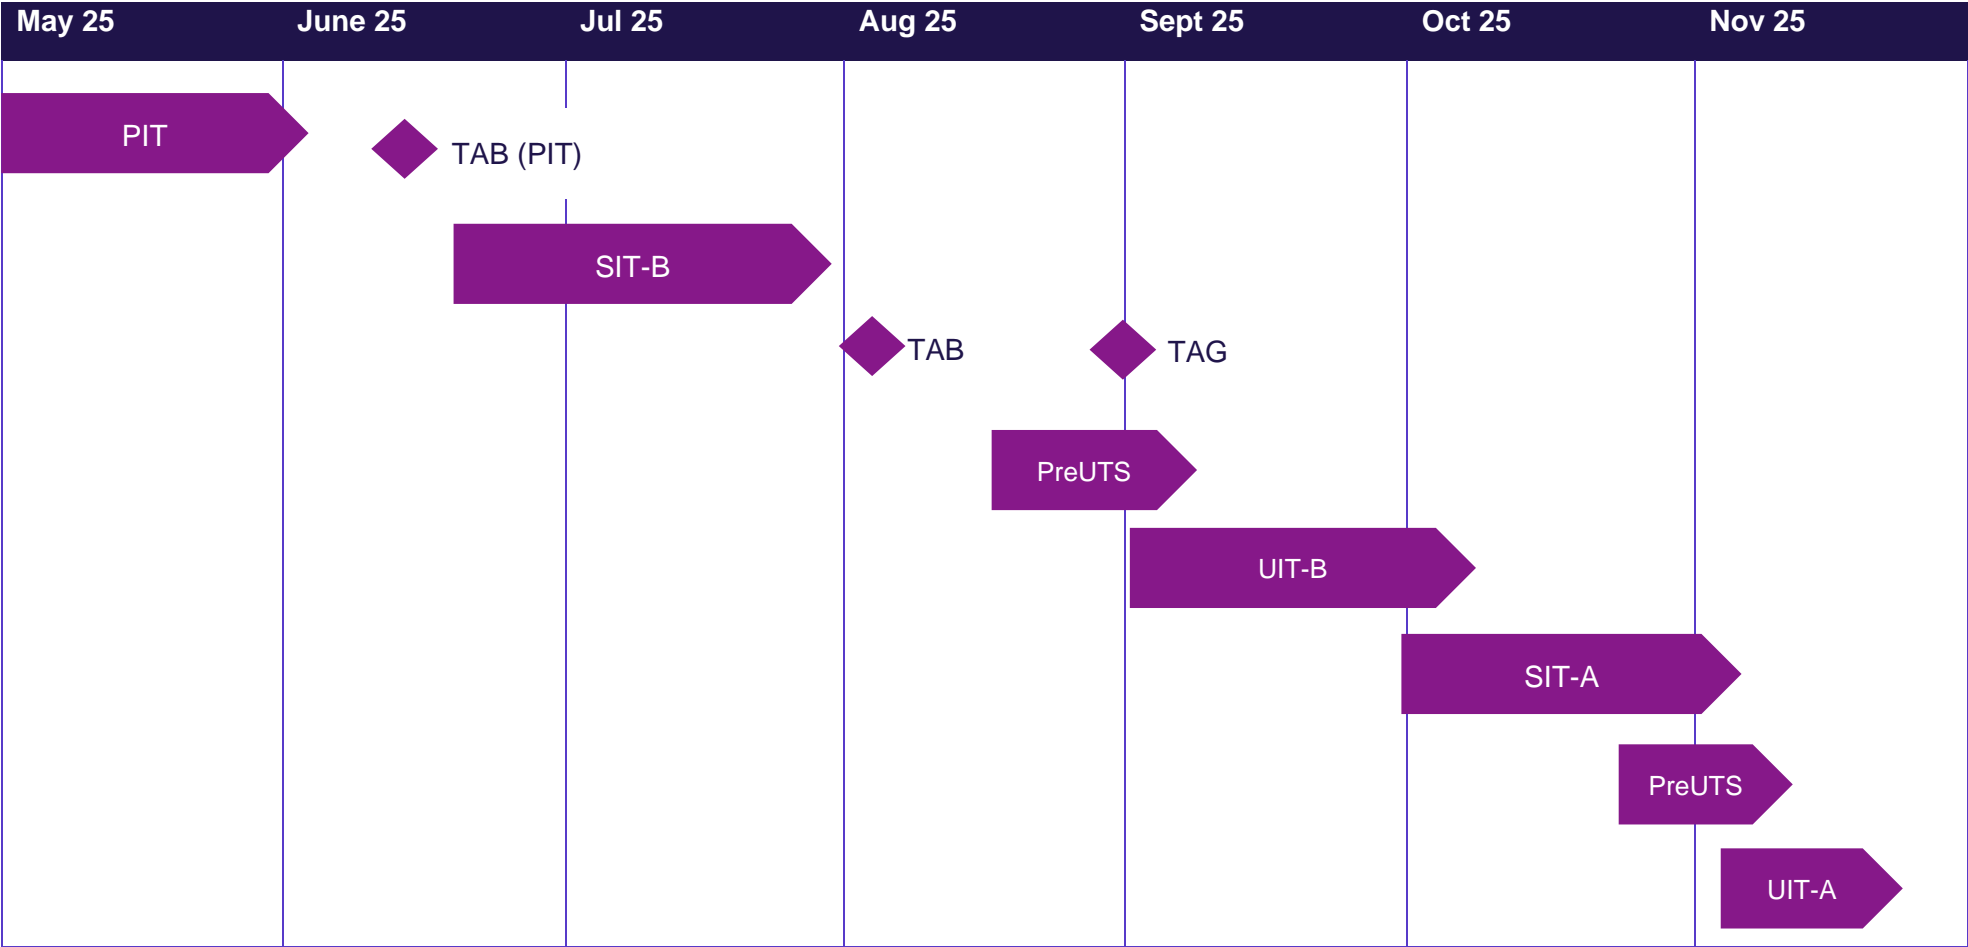 May 25
June 25
Jul 25
Aug 25
Sept 25
Oct 25
Nov 25
PIT
TAB (PIT)
SIT-B
TAB
TAG
PreUTS
UIT-B
SIT-A
PreUTS
UIT-A